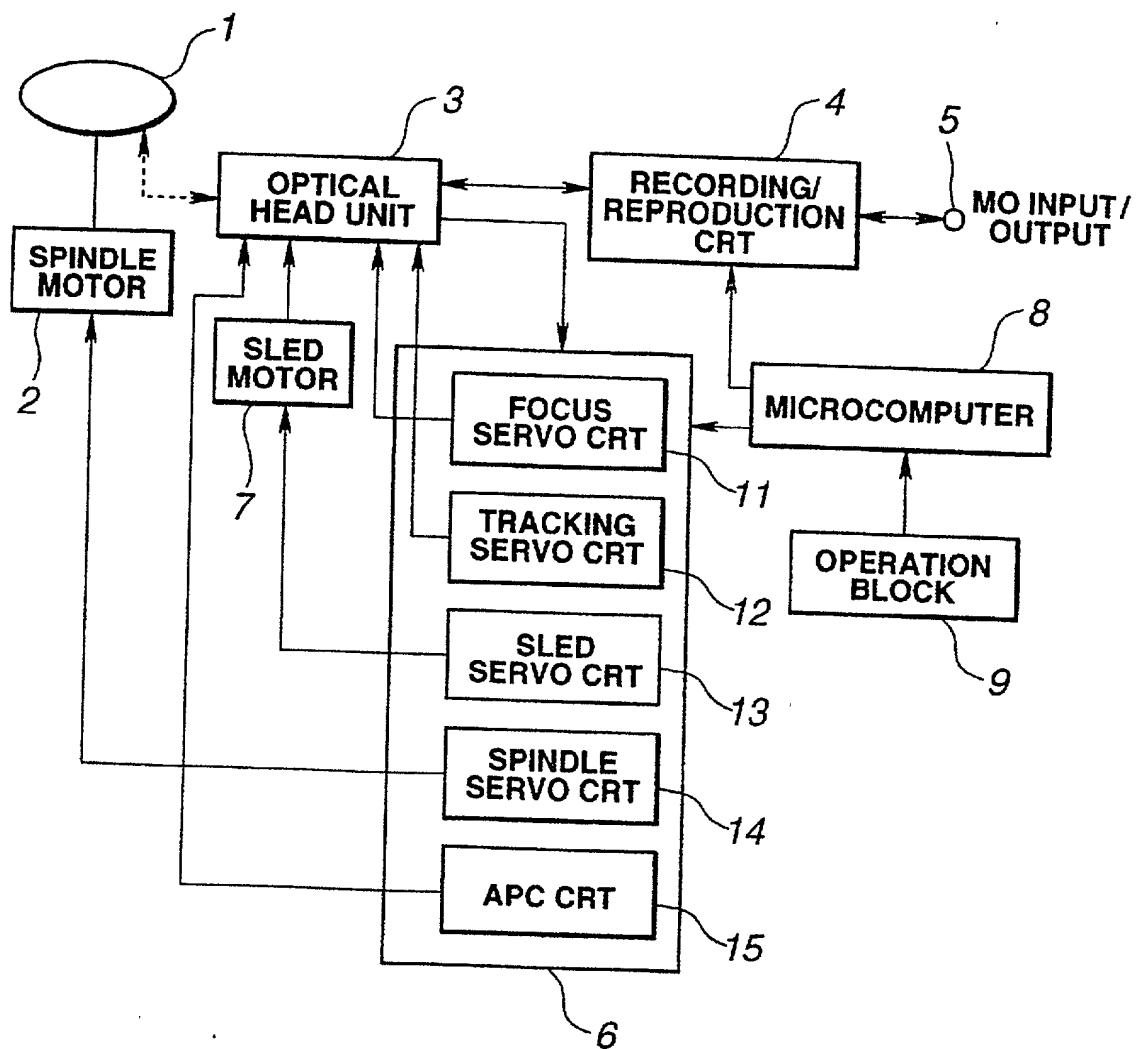 1
3
4
5
OPTICAL
HEAD UNIT
RECORDING/
REPRODUCTION
CRT
MO INPUT/
OUTPUT
SPINDLE
MOTOR
2
SLED
MOTOR
7
8
MICROCOMPUTER
FOCUS
SERVO CRT
11
TRACKING
SERVO CRT
12
OPERATION
BLOCK
9
SLED
SERVO CRT
13
SPINDLE
SERVO CRT
14
APC CRT
15
6